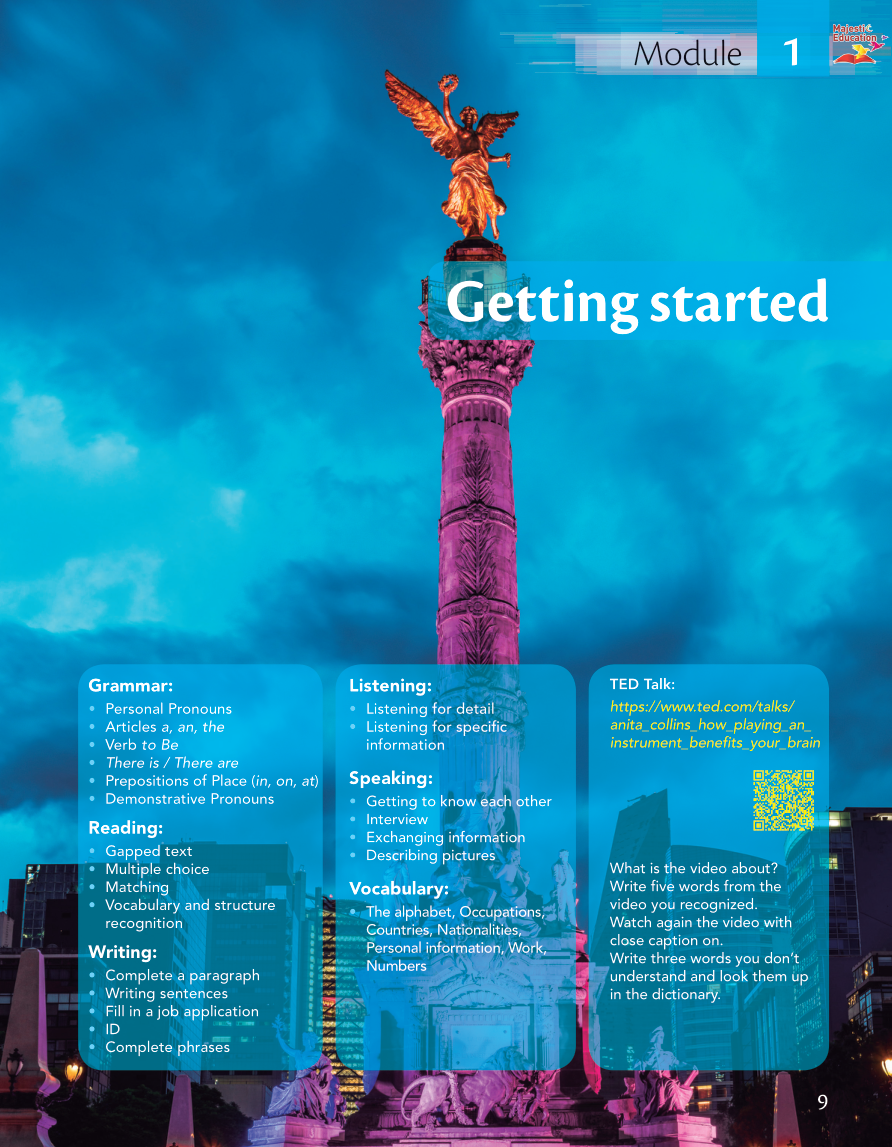 Module 1
Majestic
Education
Getting started
Grammar:
• Personal Pronouns
• Articles a, an, the
• Verb to Be
• There is / There are
• Prepositions of Place (in, on, at)
• Demonstrative Pronouns
Reading:
• Gapped text
• Multiple choice
• Matching
• Vocabulary and structure
recognition
Writing:
• Complete a paragraph
• Writing sentences
• Fill in a job application
• ID
• Complete phrases
Listening:
• Listening for detail
• Listening for specific
information
Speaking:
• Getting to know each other
• Interview
• Exchanging information
• Describing pictures
Vocabulary:
• The alphabet, Occupations,
Countries, Nationalities,
Personal information, Work,
Numbers
TED Talk:
https://www.ted.com/talks/
anita_collins_how_playing_an_
instrument_benefits_your_brain
What is the video about?
Write five words from the
video you recognized.
Watch again the video with
close caption on.
Write three words you don’t
understand and look them up
in the dictionary.
9